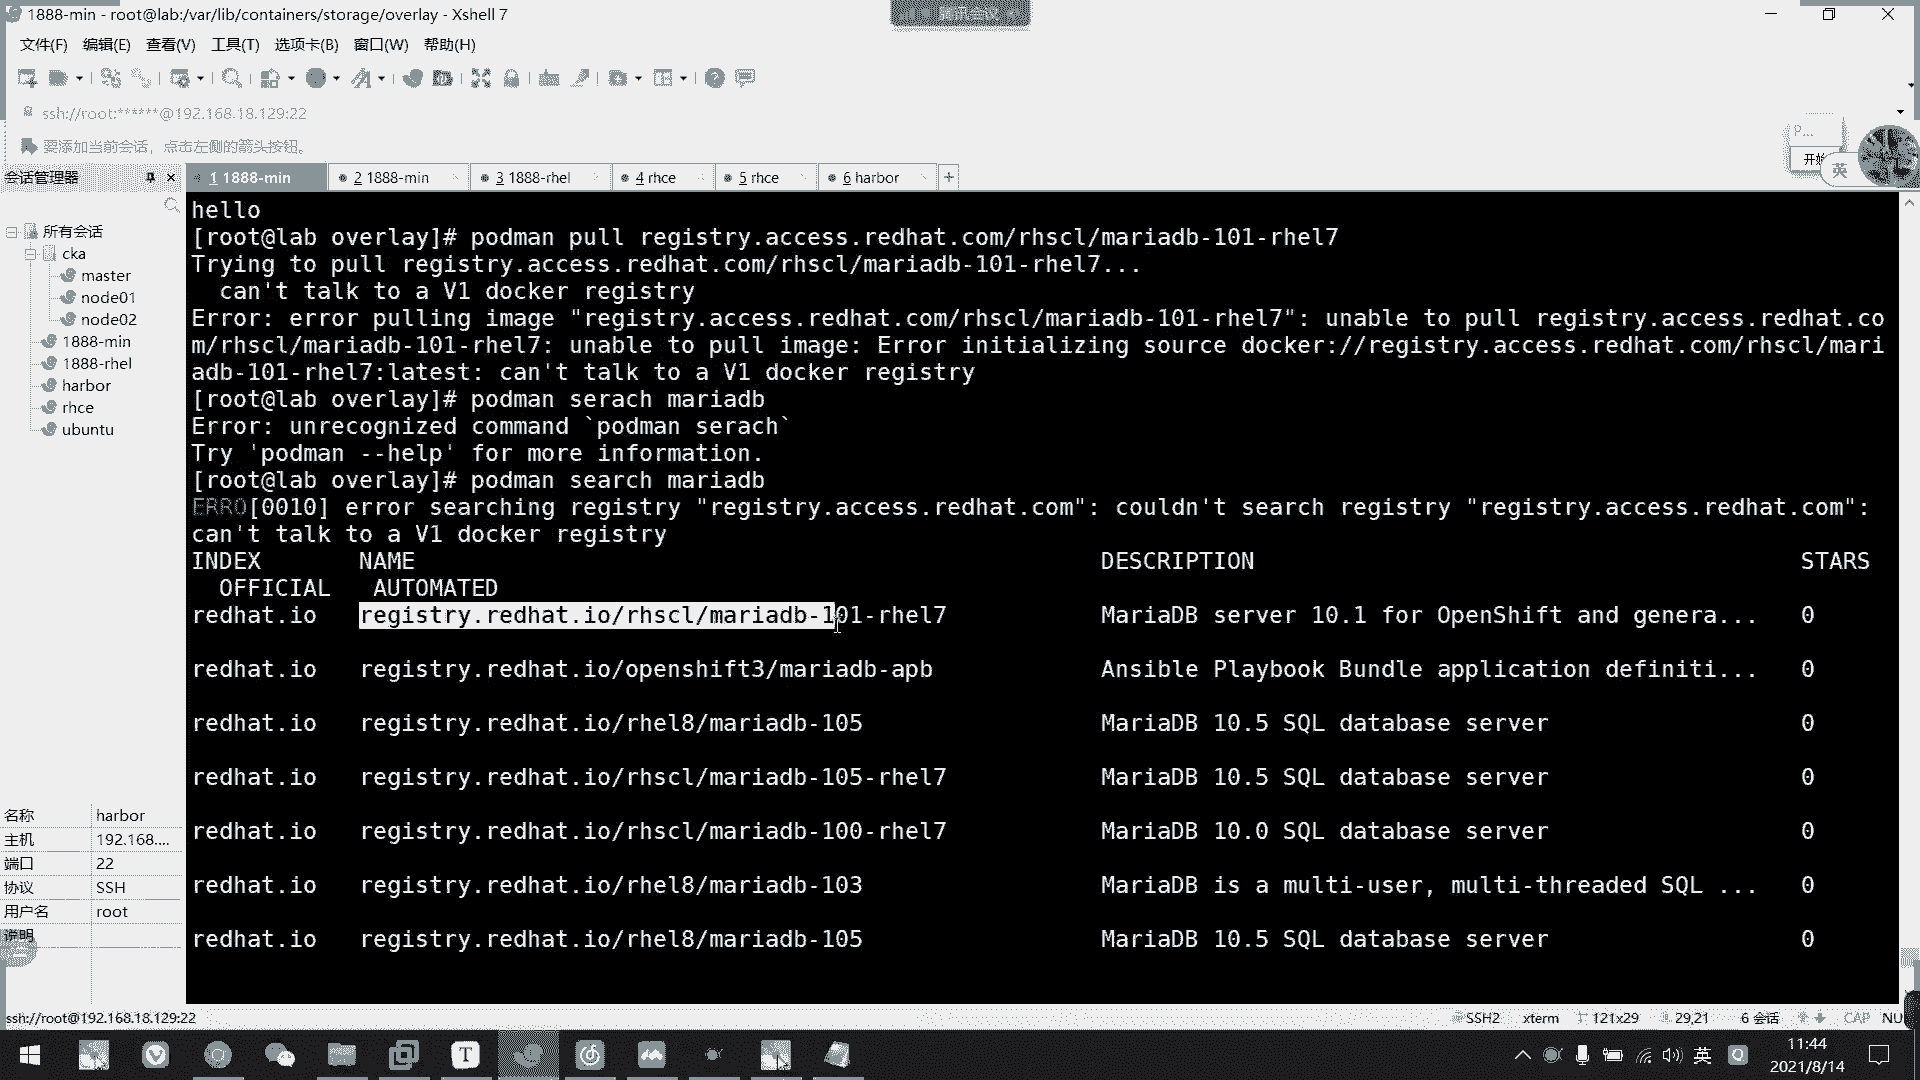 1888-min - root@lab:/var/lib/containers/storage/overlay - Xshell 7
腾讯会议
文件(F) 编辑(E) 查看(V) 工具(T) 选项卡(B) 窗口(W) 帮助(H)
ssh://root:******@192.168.18.129:22
要添加当前会话，点击左侧的箭头按钮。
P...
开始
英
会话管理器
1 1888-min
2 1888-min
3 1888-rhel
4 rhce
5 rhce
6 harbor
所有会话
cka
master
node01
node02
1888-min
1888-rhel
harbor
rhce
ubuntu
名称 harbor
主机 192.168....
端口 22
协议 SSH
用户名 root
说明
hello
[root@lab overlay]# podman pull registry.access.redhat.com/rhscl/mariadb-101-rhel7
Trying to pull registry.access.redhat.com/rhscl/mariadb-101-rhel7...
can't talk to a V1 docker registry
Error: error pulling image "registry.access.redhat.com/rhscl/mariadb-101-rhel7": unable to pull registry.access.redhat.co
m/rhscl/mariadb-101-rhel7: unable to pull image: Error initializing source docker://registry.access.redhat.com/rhscl/mari
adb-101-rhel7:latest: can't talk to a V1 docker registry
[root@lab overlay]# podman serach mariadb
Error: unrecognized command `podman serach`
Try 'podman --help' for more information.
[root@lab overlay]# podman search mariadb
ERRO[0010] error searching registry "registry.access.redhat.com": couldn't search registry "registry.access.redhat.com":
can't talk to a V1 docker registry
INDEX NAME DESCRIPTION STARS
OFFICIAL AUTOMATED
redhat.io registry.redhat.io/rhscl/mariadb-101-rhel7 MariaDB server 10.1 for OpenShift and genera... 0
redhat.io registry.redhat.io/openshift3/mariadb-apb Ansible Playbook Bundle application definiti... 0
redhat.io registry.redhat.io/rhel8/mariadb-105 MariaDB 10.5 SQL database server 0
redhat.io registry.redhat.io/rhscl/mariadb-105-rhel7 MariaDB 10.5 SQL database server 0
redhat.io registry.redhat.io/rhscl/mariadb-100-rhel7 MariaDB 10.0 SQL database server 0
redhat.io registry.redhat.io/rhel8/mariadb-103 MariaDB is a multi-user, multi-threaded SQL ... 0
redhat.io registry.redhat.io/rhel8/mariadb-105 MariaDB 10.5 SQL database server 0
ssh://root@192.168.18.129:22
SSH2 xterm 121x29 29,21 6 会话 CAP NU
T
英
11:44
2021/8/14